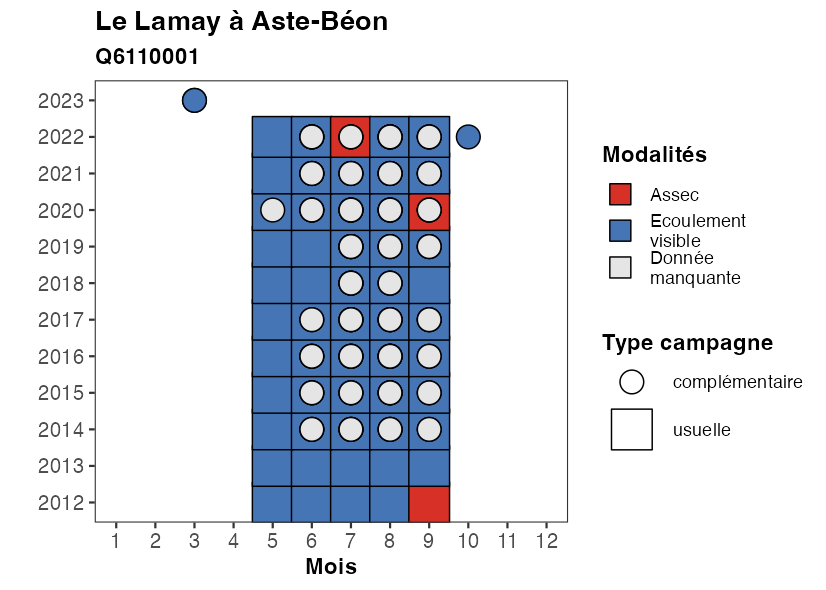 Le Lamay à Aste-Béon
Q6110001
2023
2022
2021
2020
2019
2018
2017
2016
2015
2014
2013
2012
1 2 3 4 5 6 7 8 9 10 11 12
Mois
Modalités
Assec
Ecoulement
visible
Donnée
manquante
Type campagne
complémentaire
usuelle